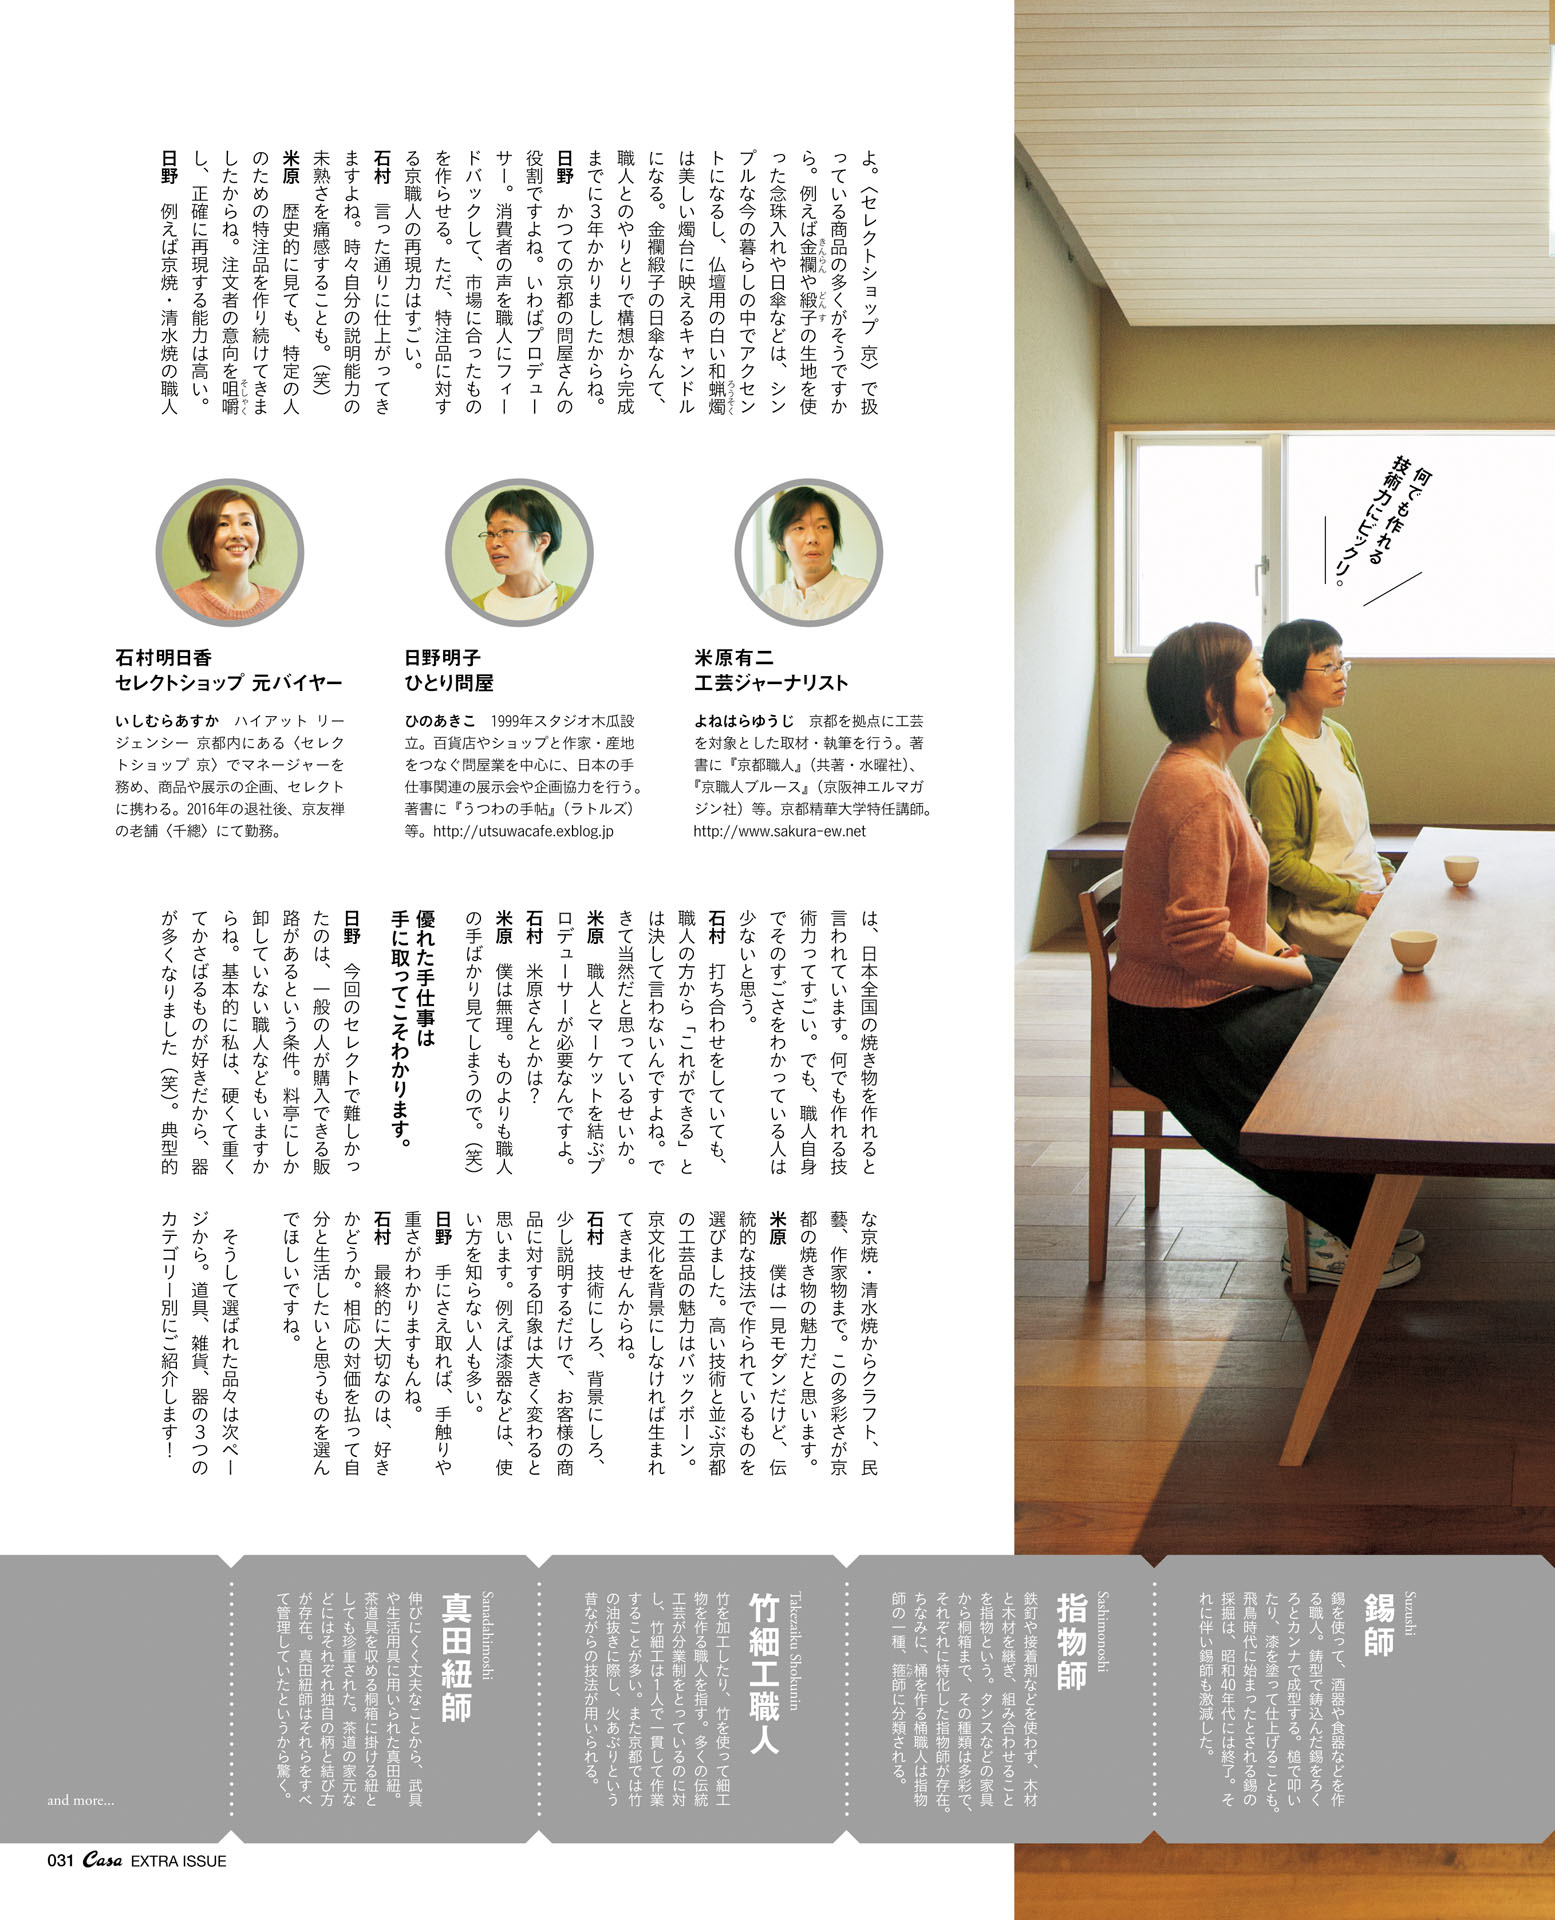 よ。〈セレクトショップ 京〉で扱
っている商品の多くがそうですか
ら。例えば金襴や緞子の生地を使
った念珠入れや日傘などは、シン
プルな今の暮らしの中でアクセン
トになるし、仏壇用の白い和蝋燭
は美しい燭台に映えるキャンドル
になる。金襴緞子の日傘なんて、
職人とのやりとりで構想から完成
までに3年かかりましたからね。
日野　かつての京都の問屋さんの
役割ですよね。いわばプロデュー
サー。消費者の声を職人にフィー
ドバックして、市場に合ったもの
を作らせる。ただ、特注品に対す
る京職人の再現力はすごい。
石村　言った通りに仕上がってき
ますよね。時々自分の説明能力の
未熟さを痛感することも。（笑）
米原　歴史的に見ても、特定の人
のための特注品を作り続けてきま
したからね。注文者の意向を咀嚼
し、正確に再現する能力は高い。
日野　例えば京焼・清水焼の職人
きんらん
どんす
ろうそく
そしゃく
何でも作れる
技術力にビックリ。
石村明日香
セレクトショップ 元バイヤー
いしむらあすか　ハイアット リー
ジェンシー 京都内にある〈セレク
トショップ 京〉でマネージャーを
務め、商品や展示の企画、セレクト
に携わる。2016年の退社後、京友禅
の老舗〈千總〉にて勤務。
日野明子
ひとり問屋
ひのあきこ　1999年スタジオ木瓜設
立。百貨店やショップと作家・産地
をつなぐ問屋業を中心に、日本の手
仕事関連の展示会や企画協力を行う。
著書に『うつわの手帖』（ラトルズ）
等。http://utsuwacafe.exblog.jp
米原有二
工芸ジャーナリスト
よねはらゆうじ　京都を拠点に工芸
を対象とした取材・執筆を行う。著
書に『京都職人』（共著・水曜社）、
『京職人ブルース』（京阪神エルマガ
ジン社）等。京都精華大学特任講師。
http://www.sakura-ew.net
は、日本全国の焼き物を作れると
言われています。何でも作れる技
術力ってすごい。でも、職人自身
でそのすごさをわかっている人は
少ないと思う。
石村　打ち合わせをしていても、
職人の方から「これができる」と
は決して言わないんですよね。で
きて当然だと思っているせいか。
米原　職人とマーケットを結ぶプ
ロデューサーが必要なんですよ。
石村　米原さんとかは？
米原　僕は無理。ものよりも職人
の手ばかり見てしまうので。（笑）
優れた手仕事は
手に取ってこそわかります。
日野　今回のセレクトで難しかっ
たのは、一般の人が購入できる販
路があるという条件。料亭にしか
卸していない職人などもいますか
らね。基本的に私は、硬くて重く
てかさばるものが好きだから、器
が多くなりました（笑）。典型的
な京焼・清水焼からクラフト、民
藝、作家物まで。この多彩さが京
都の焼き物の魅力だと思います。
米原　僕は一見モダンだけど、伝
統的な技法で作られているものを
選びました。高い技術と並ぶ京都
の工芸品の魅力はバックボーン。
京文化を背景にしなければ生まれ
てきませんからね。
石村　技術にしろ、背景にしろ、
少し説明するだけで、お客様の商
品に対する印象は大きく変わると
思います。例えば漆器などは、使
い方を知らない人も多い。
日野　手にさえ取れば、手触りや
重さがわかりますもんね。
石村　最終的に大切なのは、好き
かどうか。相応の対価を払って自
分と生活したいと思うものを選ん
でほしいですね。
そうして選ばれた品々は次ペー
ジから。道具、雑貨、器の3つの
カテゴリー別にご紹介します！
Suzushi
錫師
錫を使って、酒器や食器などを作
る職人。鋳型で鋳込んだ錫をろく
ろとカンナで成型する。槌で叩い
たり、漆を塗って仕上げることも。
飛鳥時代に始まったとされる錫の
採掘は、昭和40年代には終了。そ
れに伴い錫師も激減した。
Sashimonoshi
指物師
鉄釘や接着剤などを使わず、木材
と木材を継ぎ、組み合わせること
を指物という。タンスなどの家具
から桐箱まで、その種類は多彩で、
それぞれに特化した指物師が存在。
ちなみに、桶を作る桶職人は指物
師の一種、箍師に分類される。
Takezaiku Shokunin
竹細工職人
竹を加工したり、竹を使って細工
物を作る職人を指す。多くの伝統
工芸が分業制をとっているのに対
し、竹細工は1人で一貫して作業
することが多い。また京都では竹
の油抜きに際し、火あぶりという
昔ながらの技法が用いられる。
Sanadahimoshi
真田紐師
伸びにくく丈夫なことから、武具
や生活用具に用いられた真田紐。
茶道具を収める桐箱に掛ける紐と
しても珍重された。茶道の家元な
どにはそれぞれ独自の柄と結び方
が存在。真田紐師はそれらをすべ
て管理していたというから驚く。
and more...
031 Casa EXTRA ISSUE